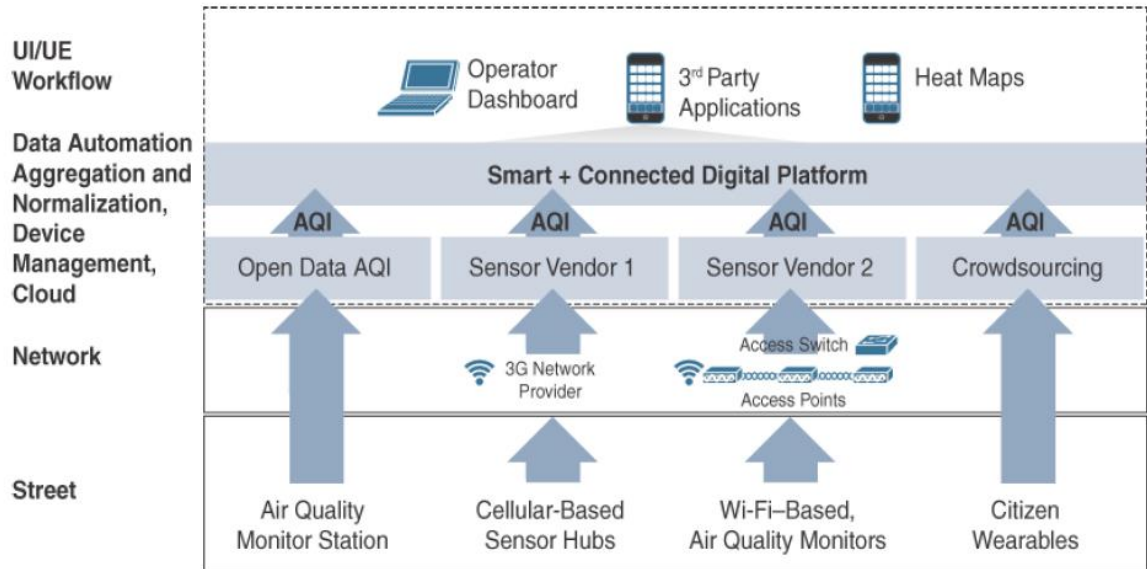 UI/UE
Workflow
Operator
Dashboard
3rd Party
Applications
Heat Maps
Data Automation
Aggregation and
Normalization,
Device
Management,
Cloud
Smart + Connected Digital Platform
AQI
AQI
AQI
AQI
Open Data AQI
Sensor Vendor 1
Sensor Vendor 2
Crowdsourcing
Network
3G Network
Provider
Access Switch
Access Points
Street
Air Quality
Monitor Station
Cellular-Based
Sensor Hubs
Wi-Fi–Based,
Air Quality Monitors
Citizen
Wearables